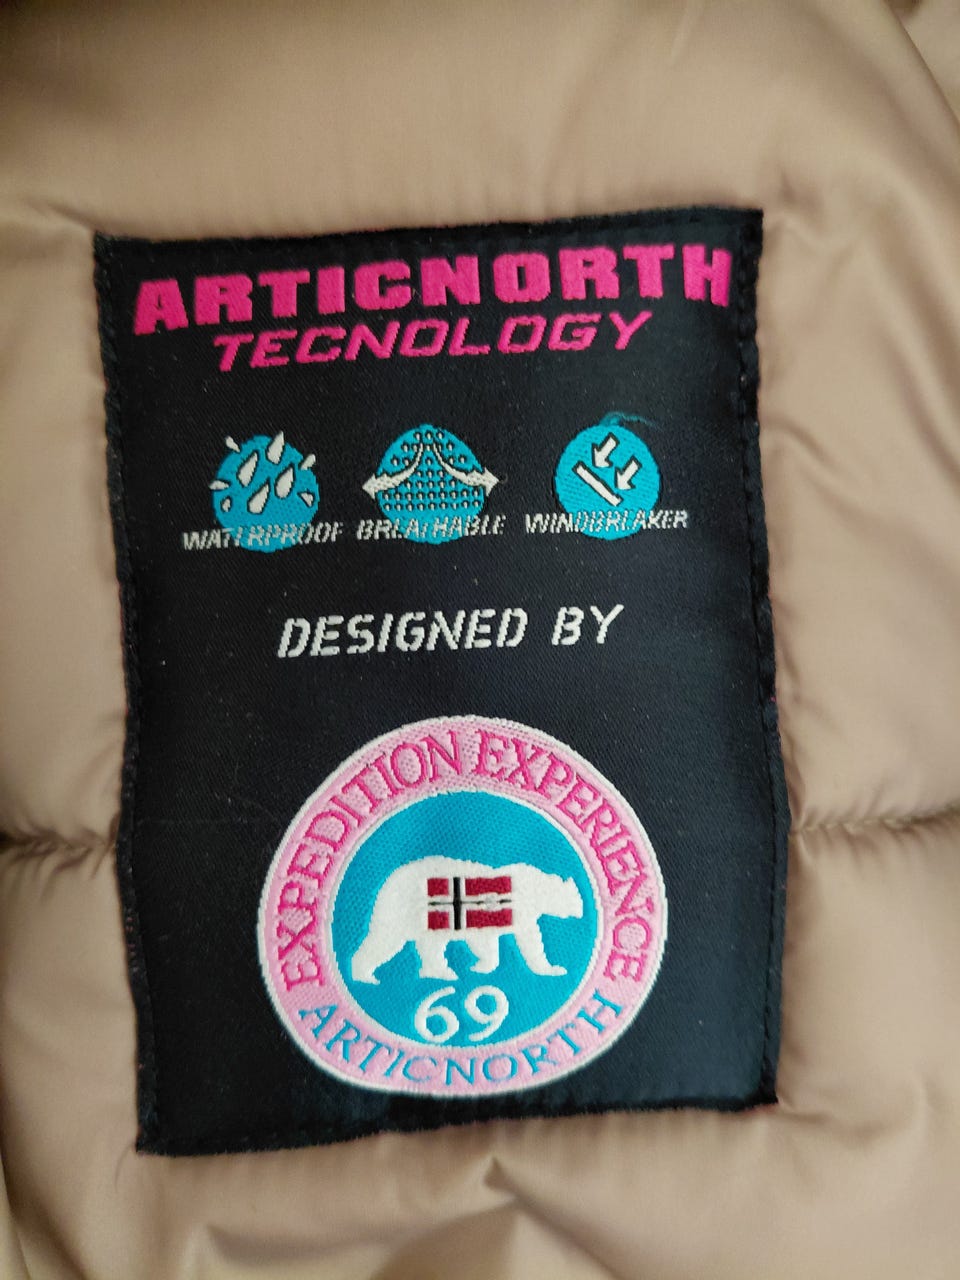 ARTICNORTH
TECNOLOGY
WATERPROOF BREATHABLE WINDBREAKER
DESIGNED BY
EXPEDITION EXPERIENCE
69
ARTICNORTH